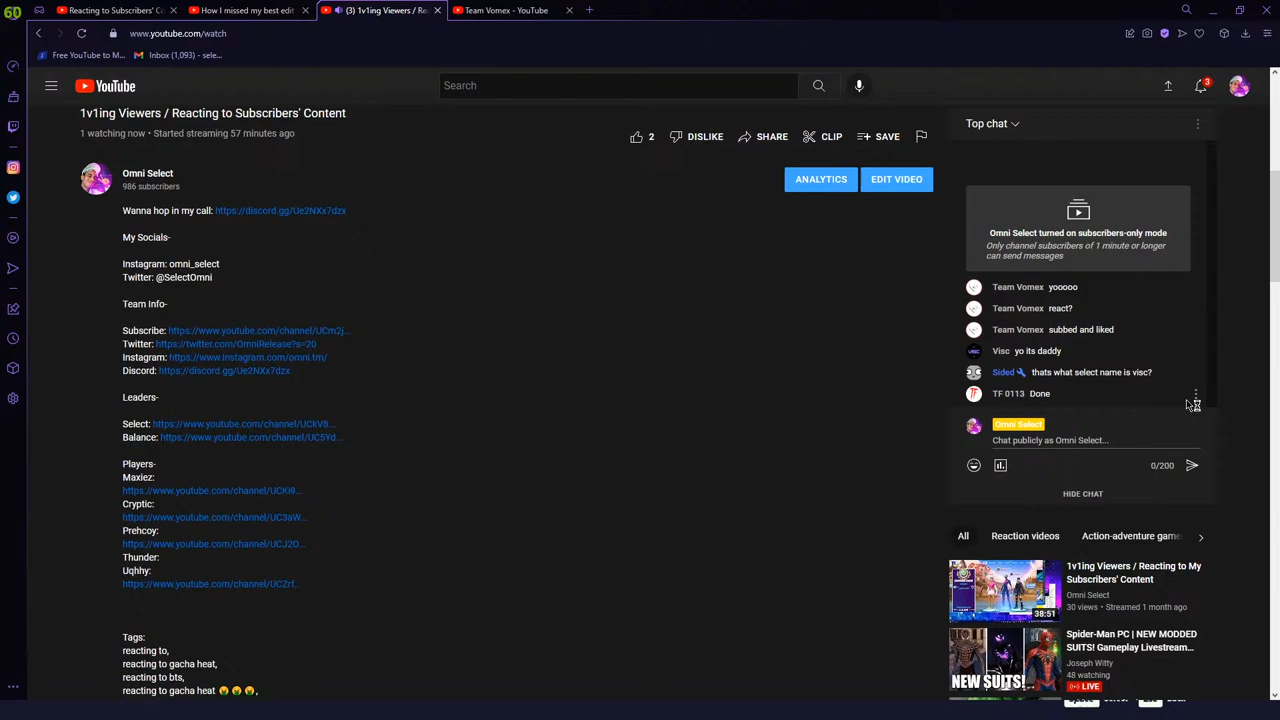 60
Reacting to Subscribers' Co
How I missed my best edit
(3) 1v1ing Viewers / Rea
Team Vomex - YouTube
www.youtube.com/watch
Free YouTube to M...
Inbox (1,093) - sele...
YouTube
Search
3
1v1ing Viewers / Reacting to Subscribers' Content
1 watching now • Started streaming 57 minutes ago
2
DISLIKE
SHARE
CLIP
SAVE
Omni Select
986 subscribers
ANALYTICS
EDIT VIDEO
Wanna hop in my call: https://discord.gg/Ue2NXx7dzx
My Socials-
Instagram: omni_select
Twitter: @SelectOmni
Team Info-
Subscribe: https://www.youtube.com/channel/UCm2j...
Twitter: https://twitter.com/OmniRelease?s=20
Instagram: https://www.instagram.com/omni.tm/
Discord: https://discord.gg/Ue2NXx7dzx
Leaders-
Select: https://www.youtube.com/channel/UCkV8...
Balance: https://www.youtube.com/channel/UC5Yd...
Players-
Maxiez:
https://www.youtube.com/channel/UCKi9...
Cryptic:
https://www.youtube.com/channel/UC3aW...
Prehcoy:
https://www.youtube.com/channel/UCJ2O...
Thunder:
Uqhhy:
https://www.youtube.com/channel/UCZrf...
Tags:
reacting to,
reacting to gacha heat,
reacting to bts,
reacting to gacha heat 🤑🤑🤑,
Top chat
Omni Select turned on subscribers-only mode
Only channel subscribers of 1 minute or longer
can send messages
Team Vomex yooooo
Team Vomex react?
Team Vomex subbed and liked
Visc yo its daddy
Sided thats what select name is visc?
TF 0113 Done
Omni Select
Chat publicly as Omni Select...
0/200
HIDE CHAT
All
Reaction videos
Action-adventure game
1v1ing Viewers / Reacting to My
Subscribers' Content
Omni Select
30 views • Streamed 1 month ago
38:51
Spider-Man PC | NEW MODDED
SUITS! Gameplay Livestream...
Joseph Witty
48 watching
LIVE
NEW SUITS!